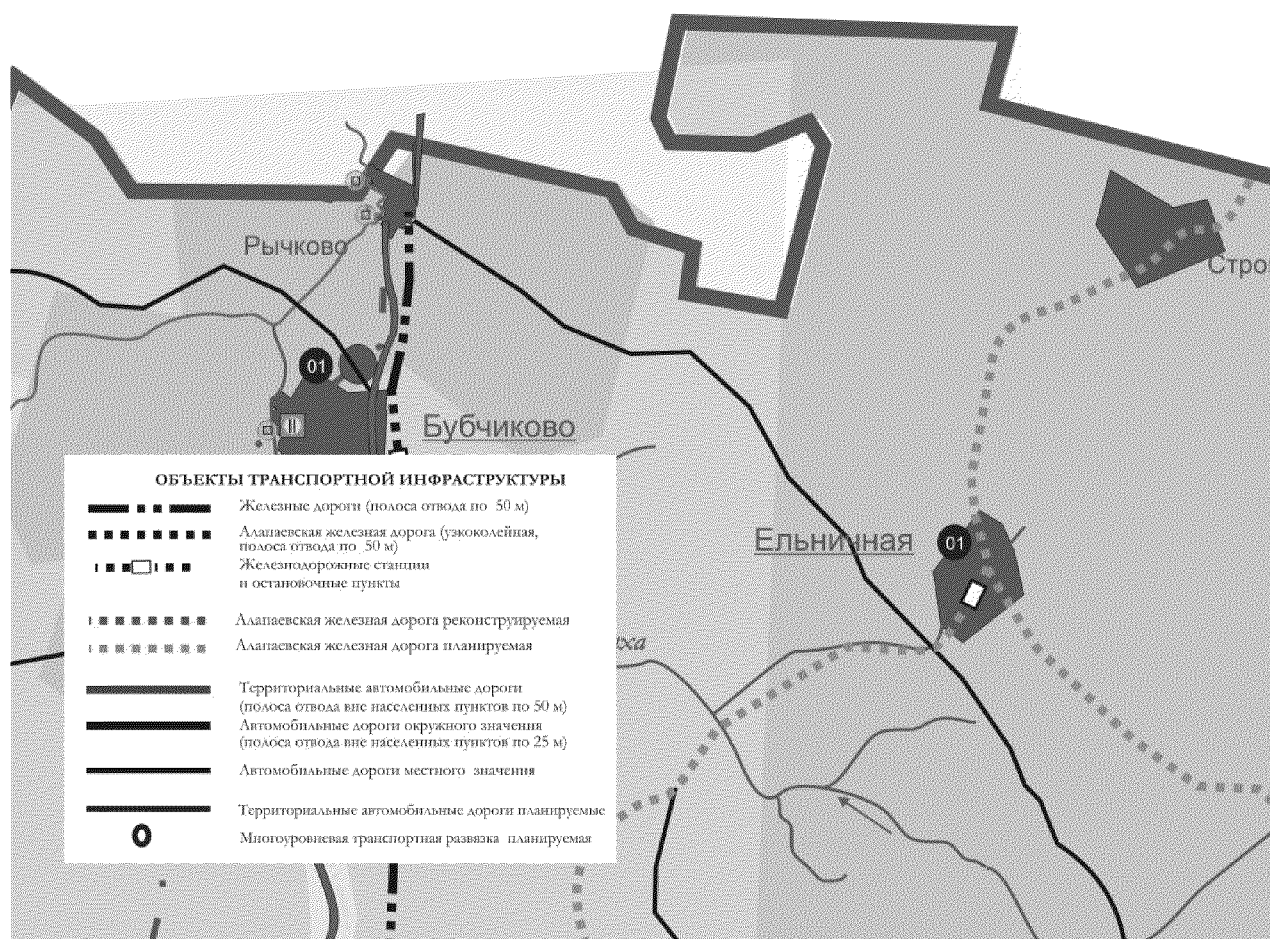 Рычково
01
Бубчиково
Ельничная
01
ОБЪЕКТЫ ТРАНСПОРТНОЙ ИНФРАСТРУКТУРЫ
Железные дороги (полоса отвода по 50 м)
Алапаевская железная дорога (узкоколейная,
полоса отвода по 50 м)
Железнодорожные станции
и остановочные пункты
Алапаевская железная дорога реконструируемая
Алапаевская железная дорога планируемая
Территориальные автомобильные дороги
(полоса отвода вне населенных пунктов по 50 м)
Автомобильные дороги окружного значения
(полоса отвода вне населенных пунктов по 25 м)
Автомобильные дороги местного значения
Территориальные автомобильные дороги планируемые
Многоуровневая транспортная развязка планируемая